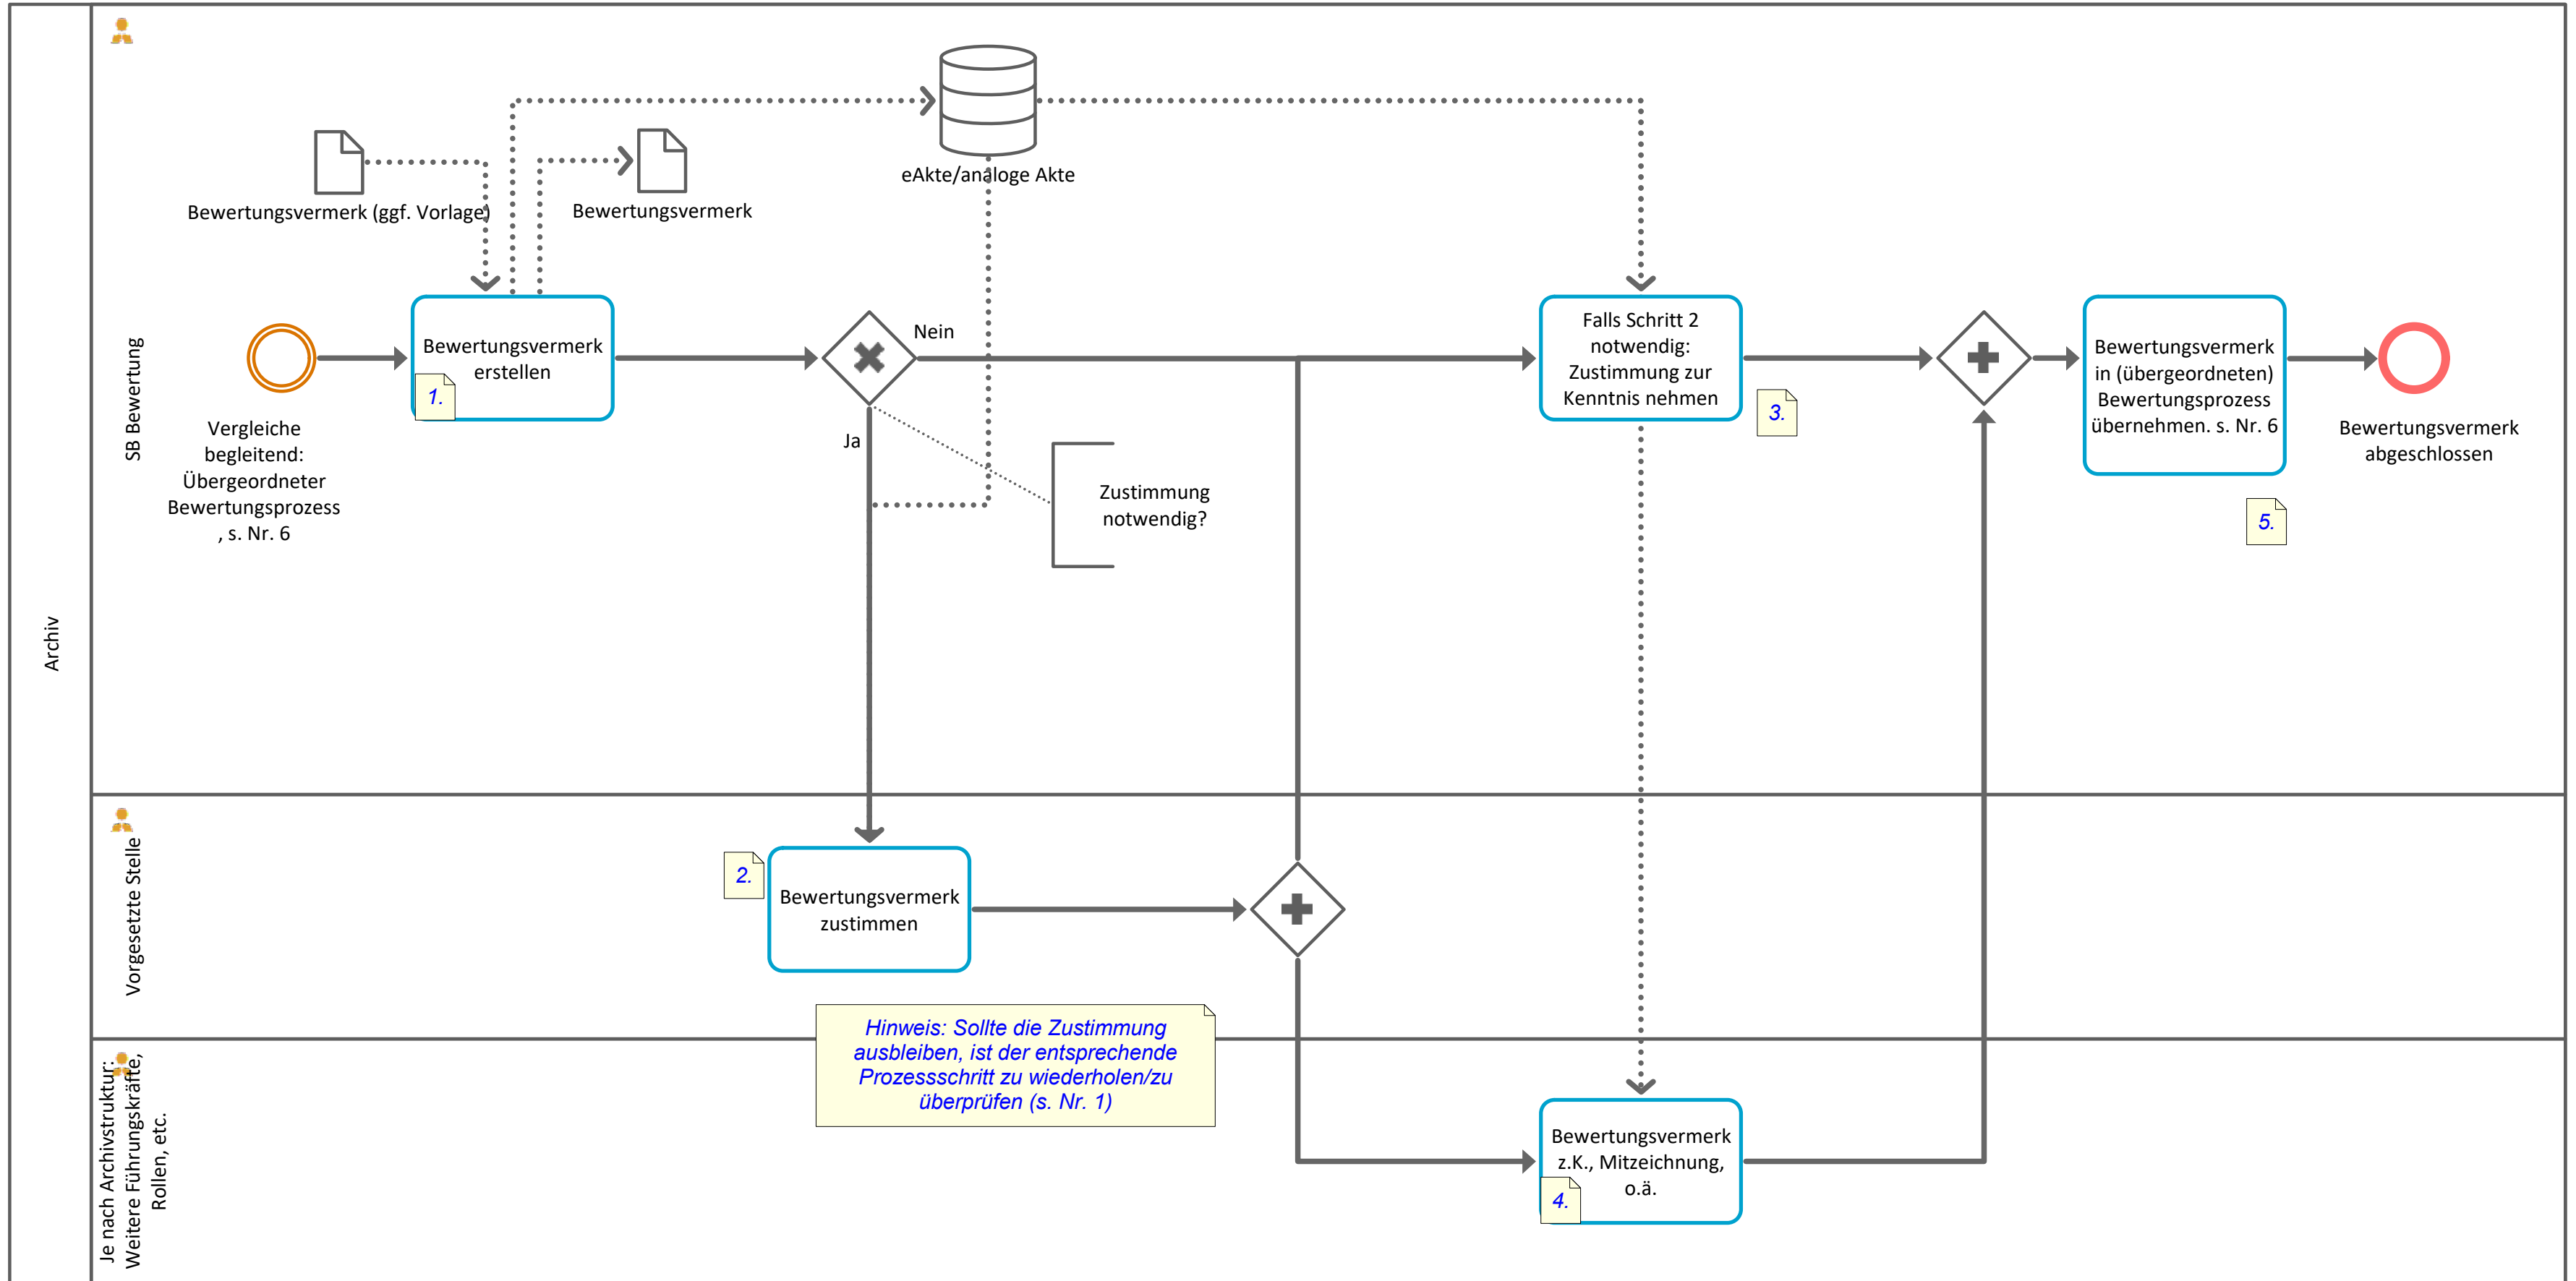 Archiv
SB Bewertung
eAkte/analoge Akte
Bewertungsvermerk (ggf. Vorlage)
Bewertungsvermerk
Vergleiche
begleitend:
Übergeordneter
Bewertungsprozess
, s. Nr. 6
Bewertungsvermerk
erstellen
1.
Nein
Ja
Zustimmung
notwendig?
Falls Schritt 2
notwendig:
Zustimmung zur
Kenntnis nehmen
3.
Bewertungsvermerk
in (übergeordneten)
Bewertungsprozess
übernehmen. s. Nr. 6
5.
Bewertungsvermerk
abgeschlossen
Vorgesetzte Stelle
2.
Bewertungsvermerk
zustimmen
Hinweis: Sollte die Zustimmung
ausbleiben, ist der entsprechende
Prozessschritt zu wiederholen/zu
überprüfen (s. Nr. 1)
Je nach Archivstruktur:
Weitere Führungskräfte,
Rollen, etc.
Bewertungsvermerk
z.K., Mitzeichnung,
o.ä.
4.